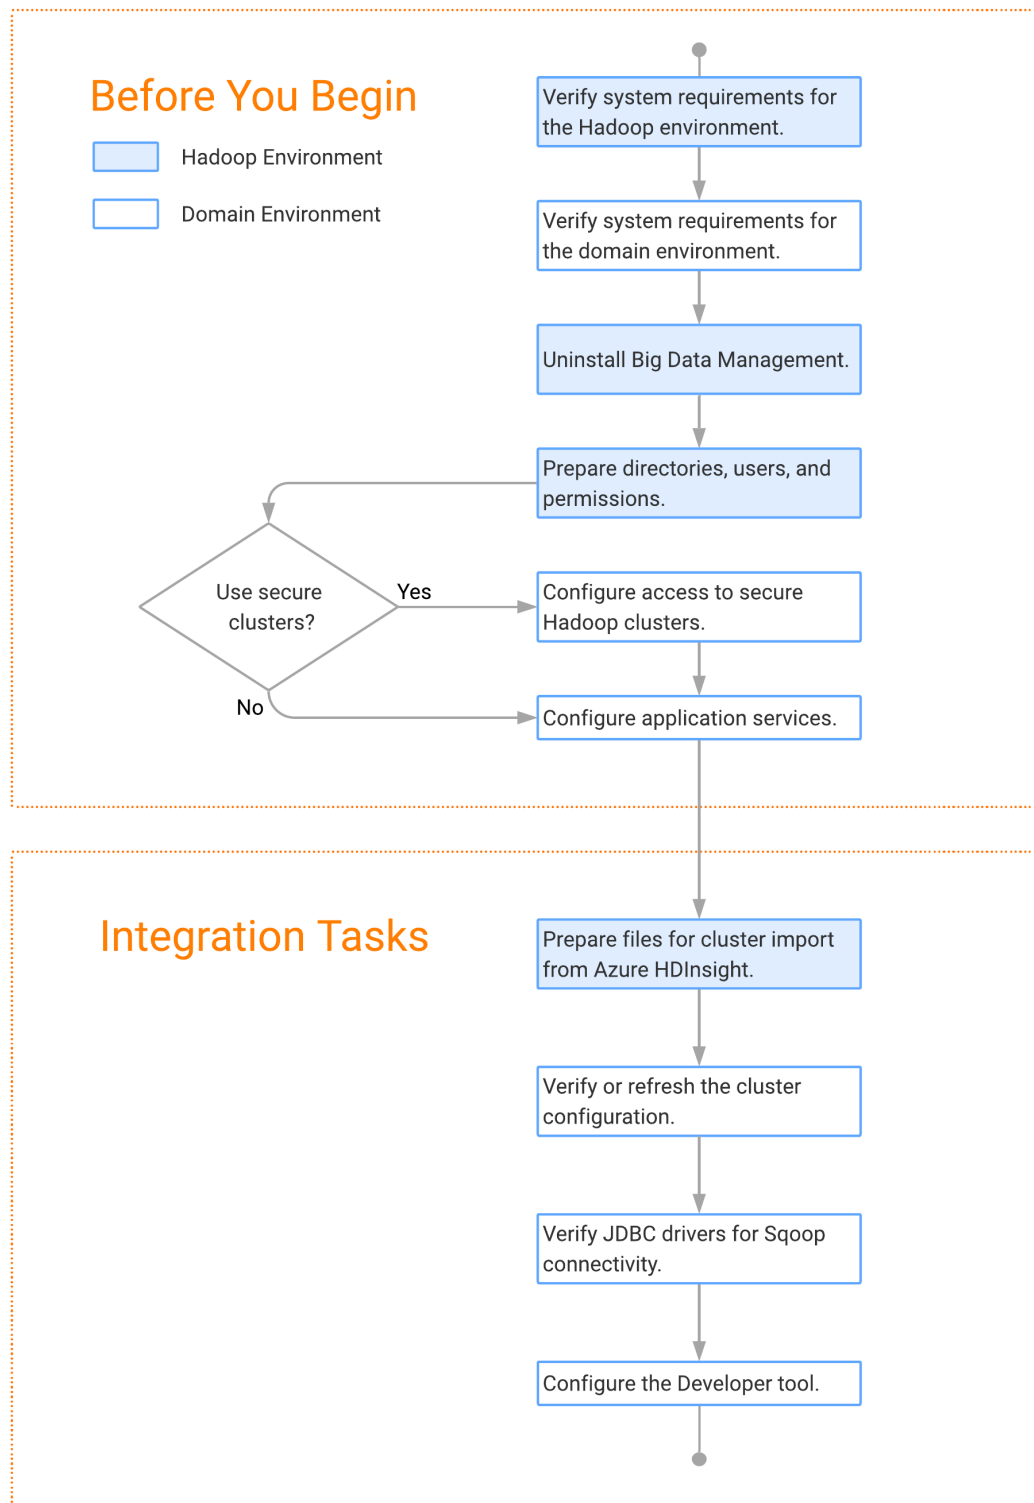 Before You Begin
Hadoop Environment
Domain Environment
Verify system requirements for
the Hadoop environment.
Verify system requirements for
the domain environment.
Uninstall Big Data Management.
Prepare directories, users, and
permissions.
Use secure
clusters?
Yes
No
Configure access to secure
Hadoop clusters.
Configure application services.
Integration Tasks
Prepare files for cluster import
from Azure HDInsight.
Verify or refresh the cluster
configuration.
Verify JDBC drivers for Sqoop
connectivity.
Configure the Developer tool.